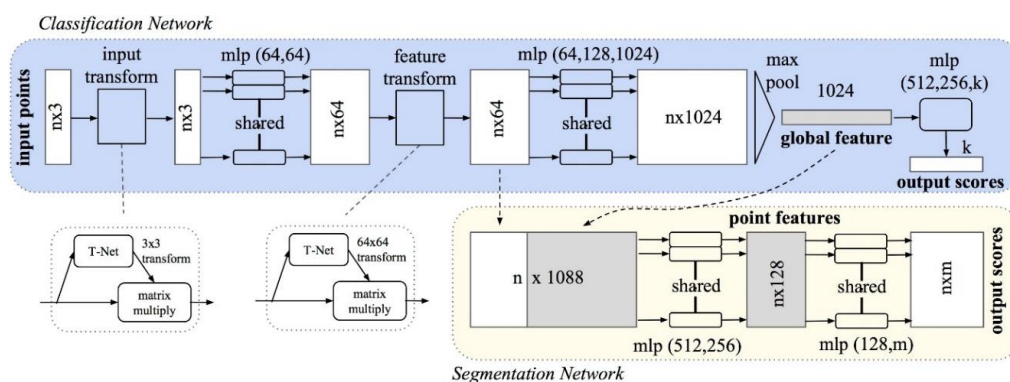 Classification Network
input points
nx3
input
transform
nx3
mlp (64,64)
shared
nx64
feature
transform
nx64
mlp (64,128,1024)
shared
nx1024
max
pool
1024
global feature
mlp
(512,256,k)
k
output scores
T-Net
3x3
transform
matrix
multiply
T-Net
64x64
transform
matrix
multiply
point features
n x 1088
shared
mlp (512,256)
nx128
shared
mlp (128,m)
nxm
output scores
Segmentation Network